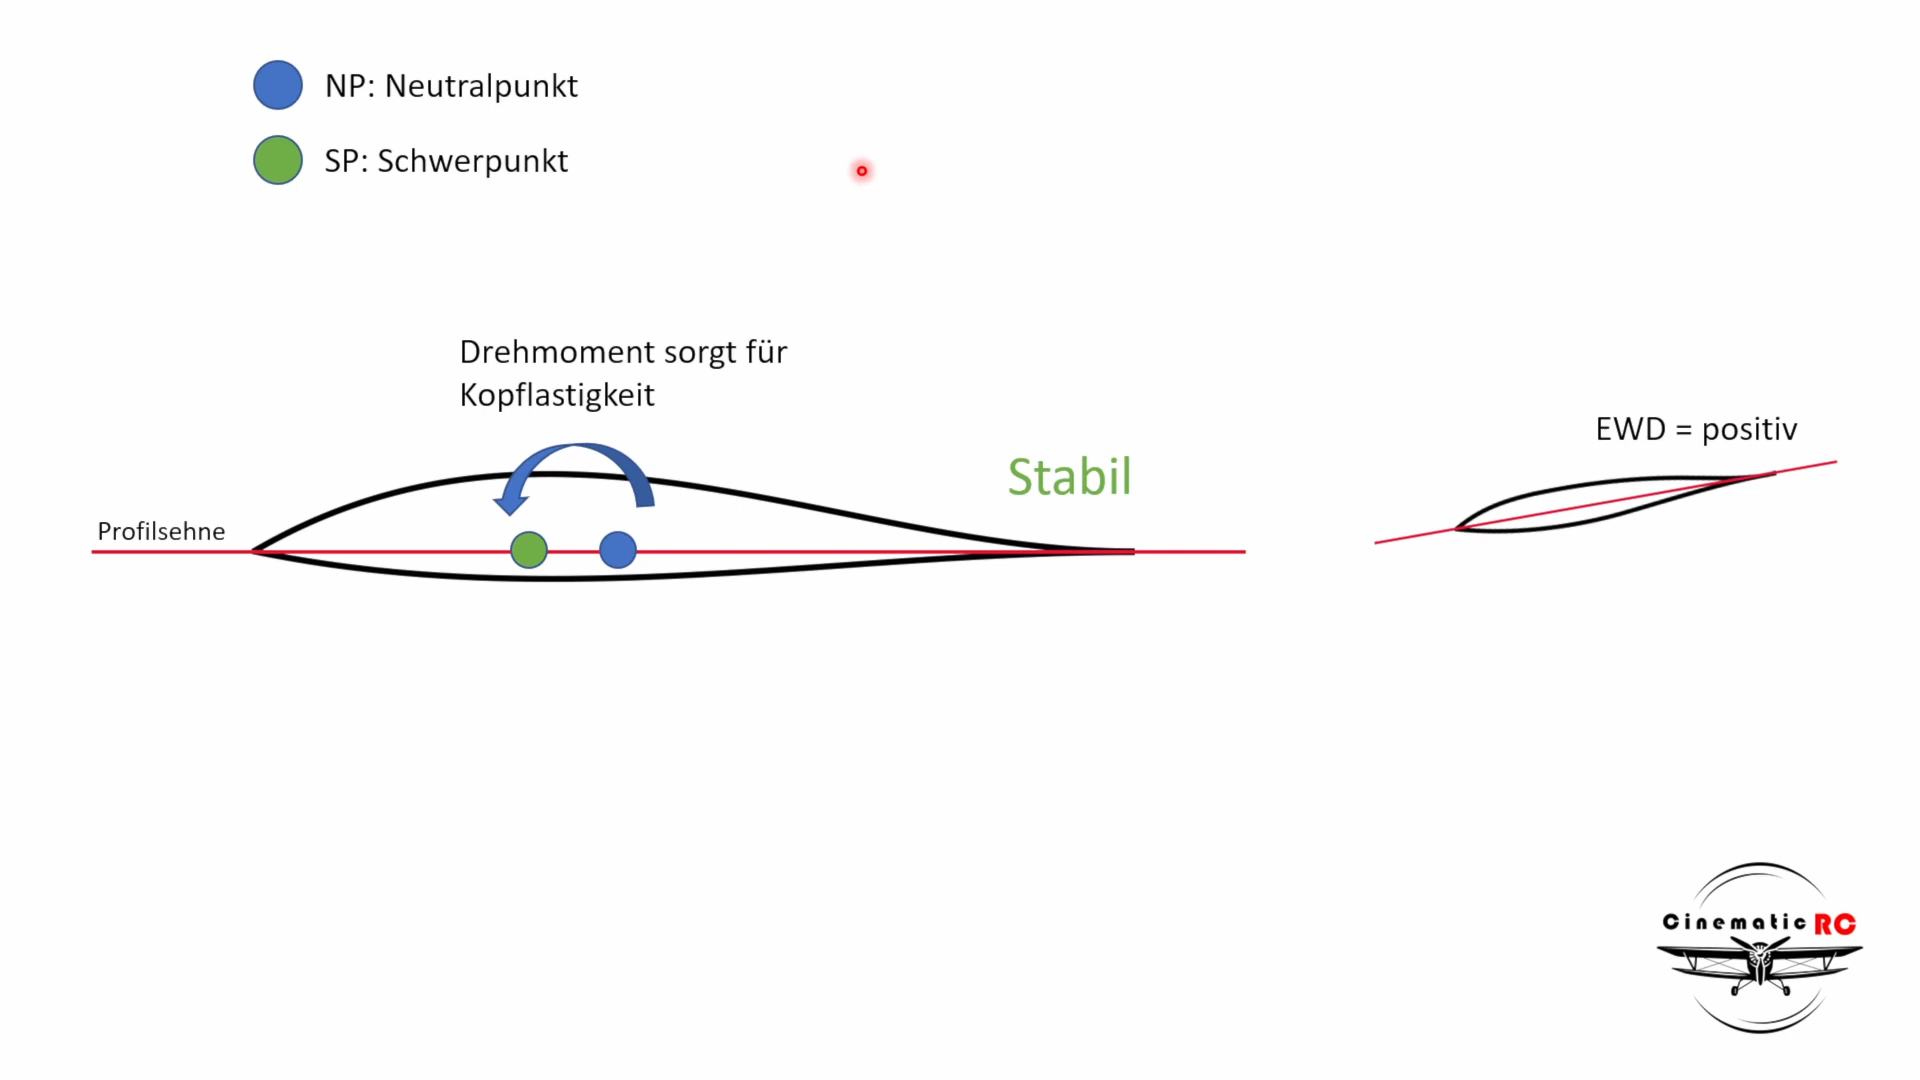 NP: Neutralpunkt
SP: Schwerpunkt
Drehmoment sorgt für
Kopflastigkeit
EWD = positiv
Stabil
Profilsehne
Cinematic RC